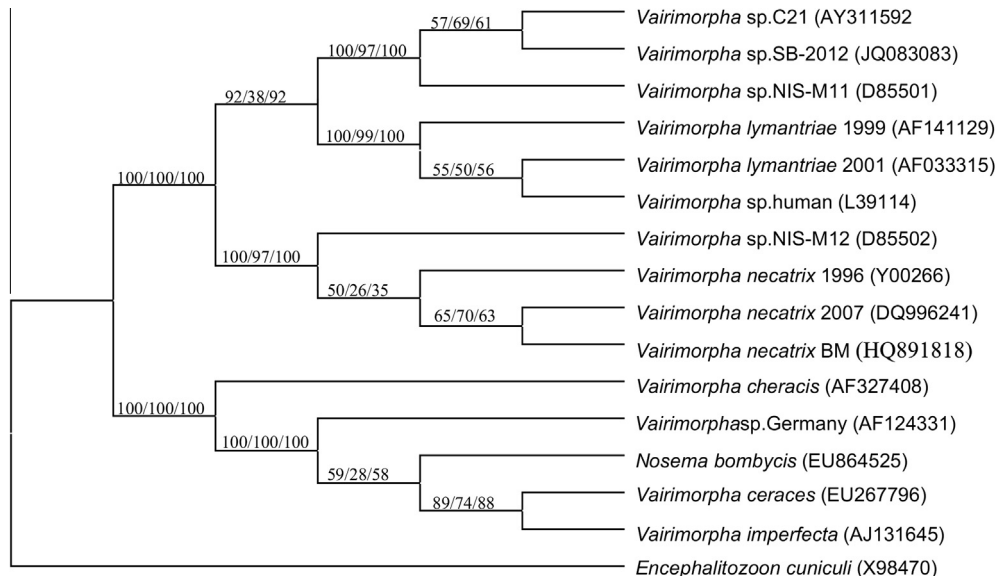 Vairimorpha sp.C21 (AY311592
57/69/61
Vairimorpha sp.SB-2012 (JQ083083)
100/97/100
Vairimorpha sp.NIS-M11 (D85501)
92/38/92
Vairimorpha lymantriae 1999 (AF141129)
100/99/100
Vairimorpha lymantriae 2001 (AF033315)
55/50/56
100/100/100
Vairimorpha sp.human (L39114)
Vairimorpha sp.NIS-M12 (D85502)
100/97/100
Vairimorpha necatrix 1996 (Y00266)
50/26/35
Vairimorpha necatrix 2007 (DQ996241)
65/70/63
Vairimorpha necatrix BM (HQ891818)
Vairimorpha cheracis (AF327408)
100/100/100
Vairimorphasp.Germany (AF124331)
100/100/100
Nosema bombycis (EU864525)
59/28/58
Vairimorpha ceraces (EU267796)
89/74/88
Vairimorpha imperfecta (AJ131645)
Encephalitozoon cuniculi (X98470)